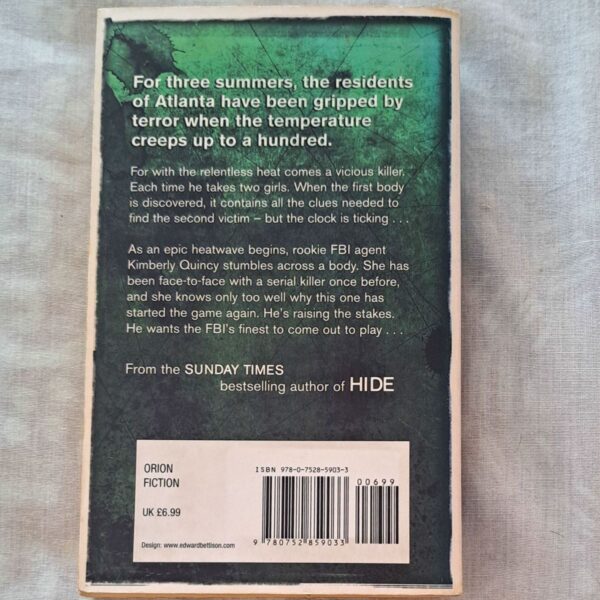 For three summers, the residents
of Atlanta have been gripped by
terror when the temperature
creeps up to a hundred.
For with the relentless heat comes a vicious killer.
Each time he takes two girls. When the first body
is discovered, it contains all the clues needed to
find the second victim – but the clock is ticking . . .
As an epic heatwave begins, rookie FBI agent
Kimberly Quincy stumbles across a body. She has
been face-to-face with a serial killer once before,
and she knows only too well why this one has
started the game again. He's raising the stakes.
He wants the FBI's finest to come out to play . . .
From the SUNDAY TIMES
bestselling author of HIDE
ORION
FICTION
UK £6.99
Design: www.edwardbettison.com
ISBN 978-0-7528-5903-3
00699
9 780752 859033